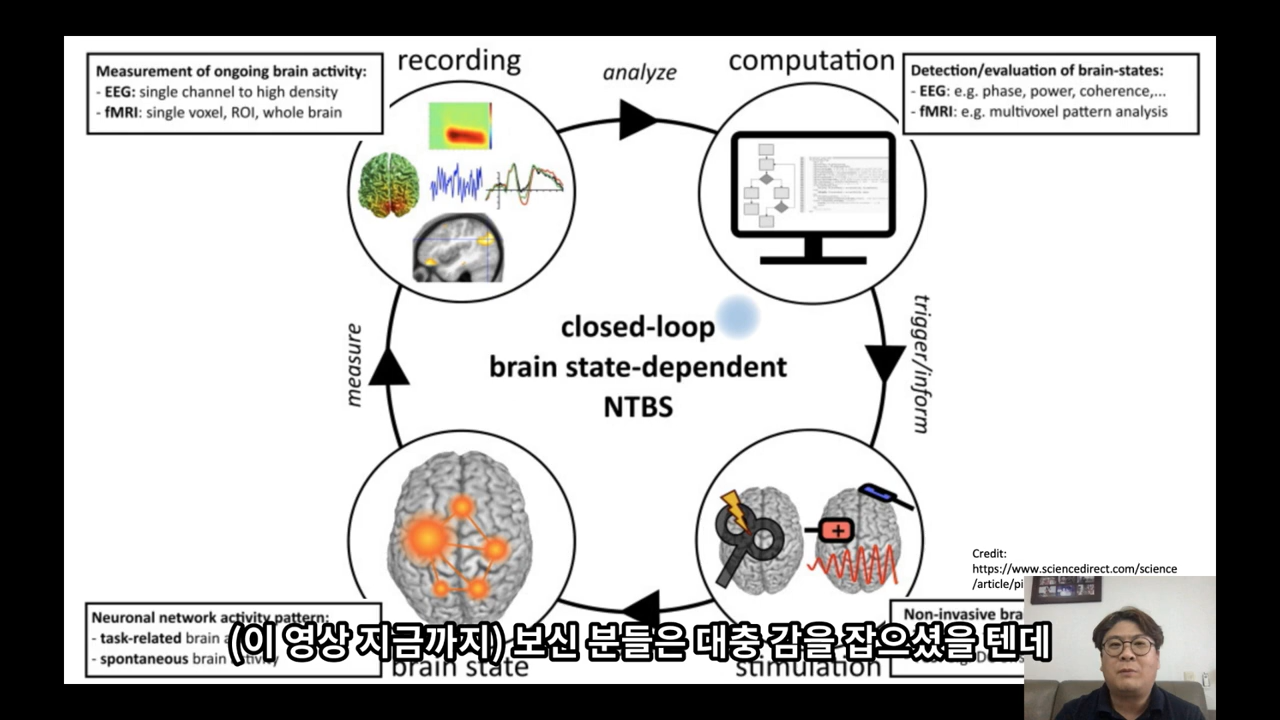 recording
analyze
computation
Measurement of ongoing brain activity:
- EEG: single channel to high density
- fMRI: single voxel, ROI, whole brain
Detection/evaluation of brain-states:
- EEG: e.g. phase, power, coherence,...
- fMRI: e.g. multivoxel pattern analysis
measure
closed-loop
brain state-dependent
NTBS
trigger/inform
Credit:
https://www.sciencedirect.com/science
/article/pi
Neuronal network activity pattern:
- task-related brain
- spontaneous brain
Non-invasive bra
(이 영상 지금까지) 보신 분들은 대충 감을 잡으셨을 텐데
brain state
stimulation